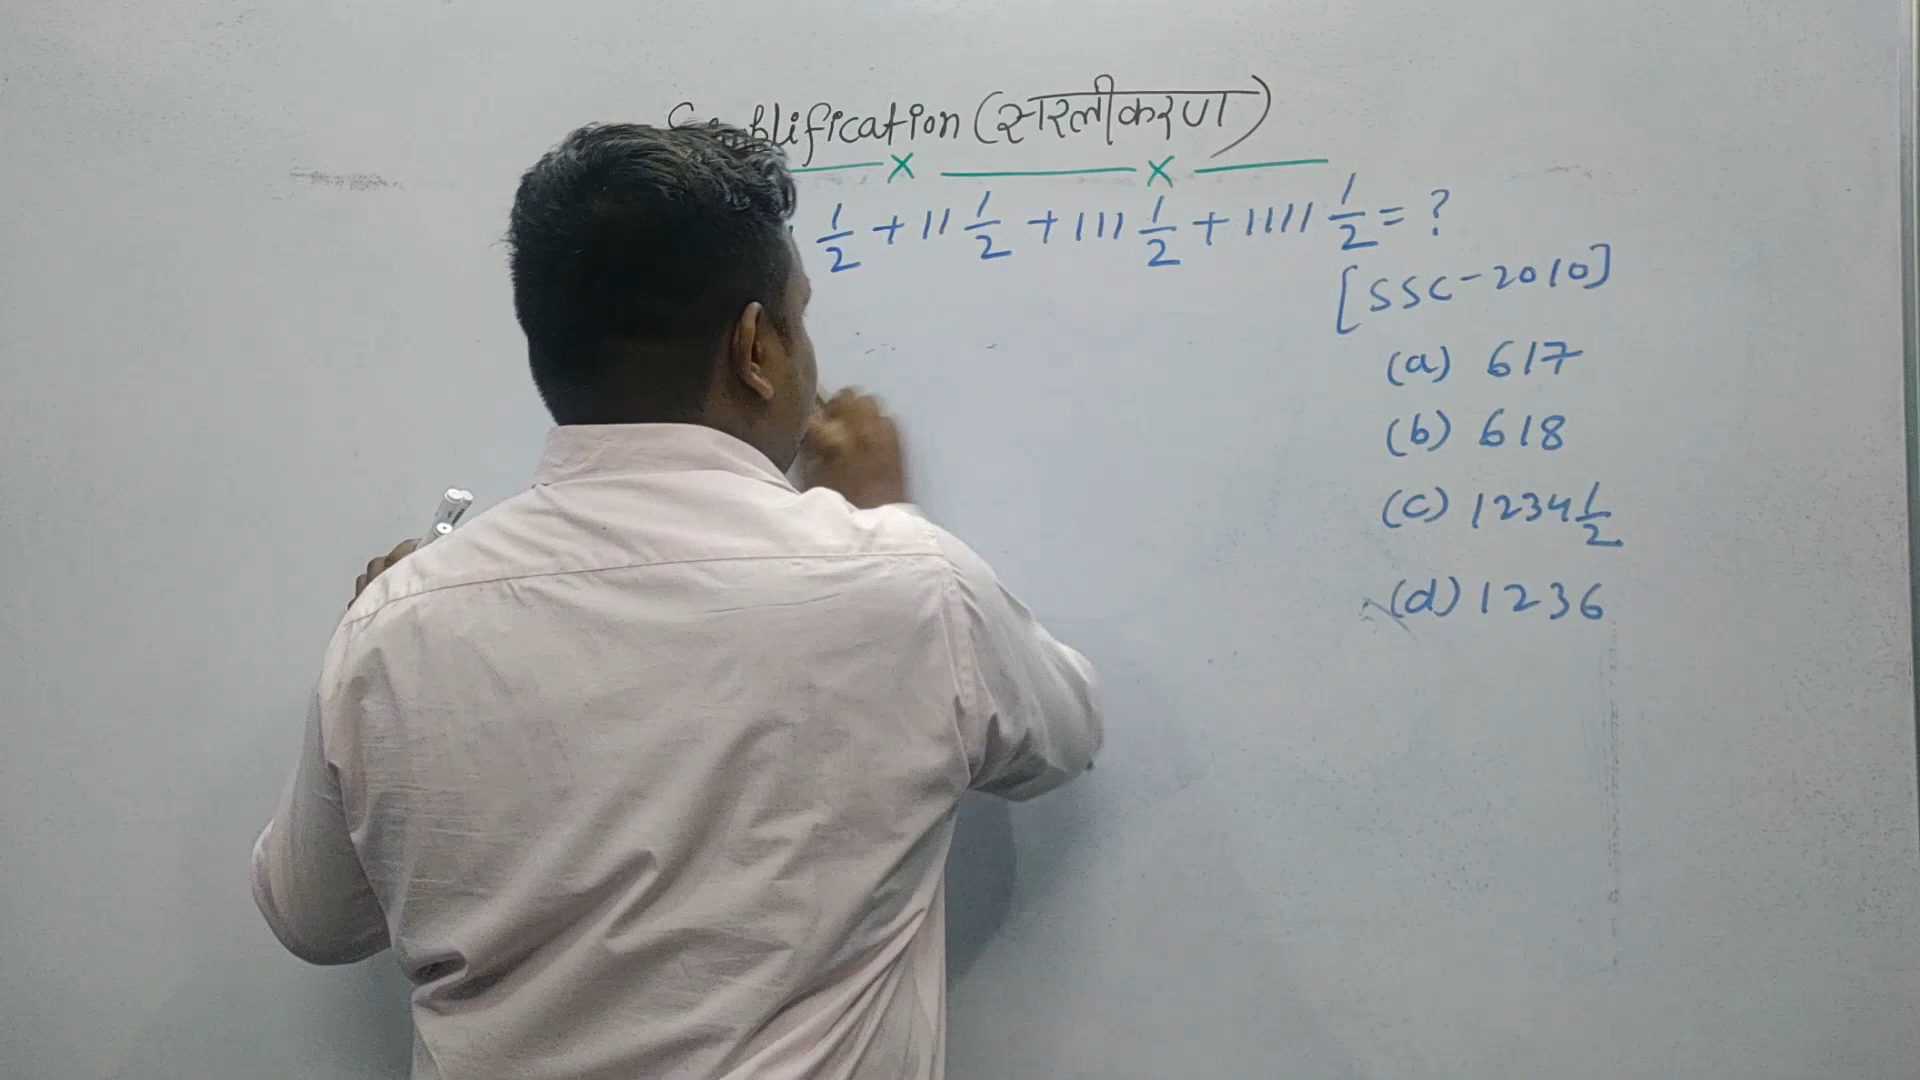 (सरलीकरण)
1/2 + 11 1/2 + 111 1/2 + 1111 1/2 = ?
[SSC-2010]
(a) 617
(b) 618
(c) 1234 1/2
(d) 1236